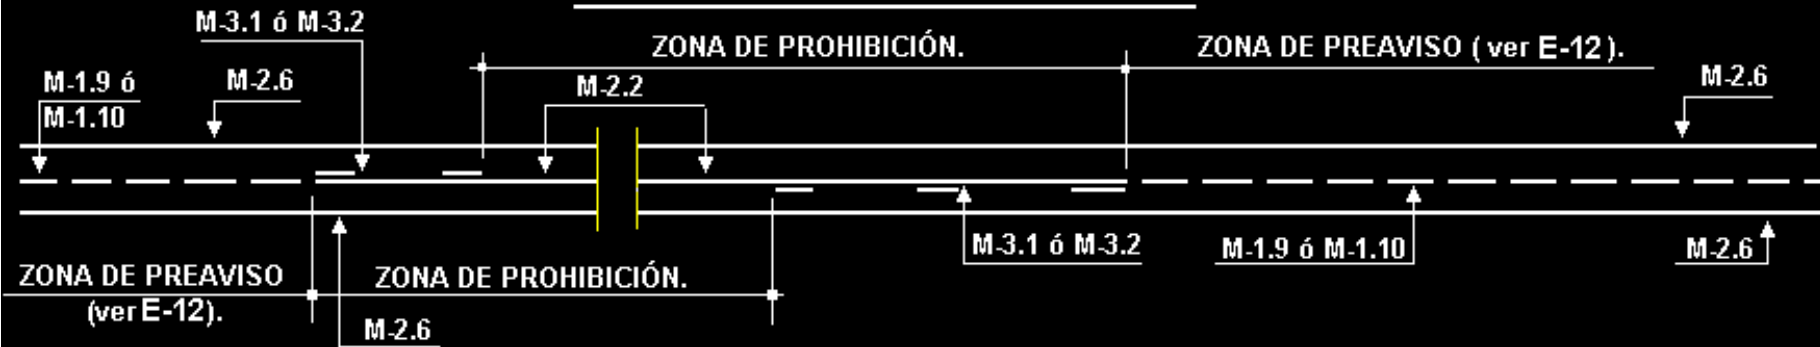 M-3.1 ó M-3.2
ZONA DE PROHIBICIÓN.
ZONA DE PREAVISO ( ver E-12 ).
M-1.9 ó
M-1.10
M-2.6
M-2.2
M-2.6
M-3.1 ó M-3.2
M-1.9 ó M-1.10
M-2.6
ZONA DE PREAVISO
(ver E-12).
ZONA DE PROHIBICIÓN.
M-2.6